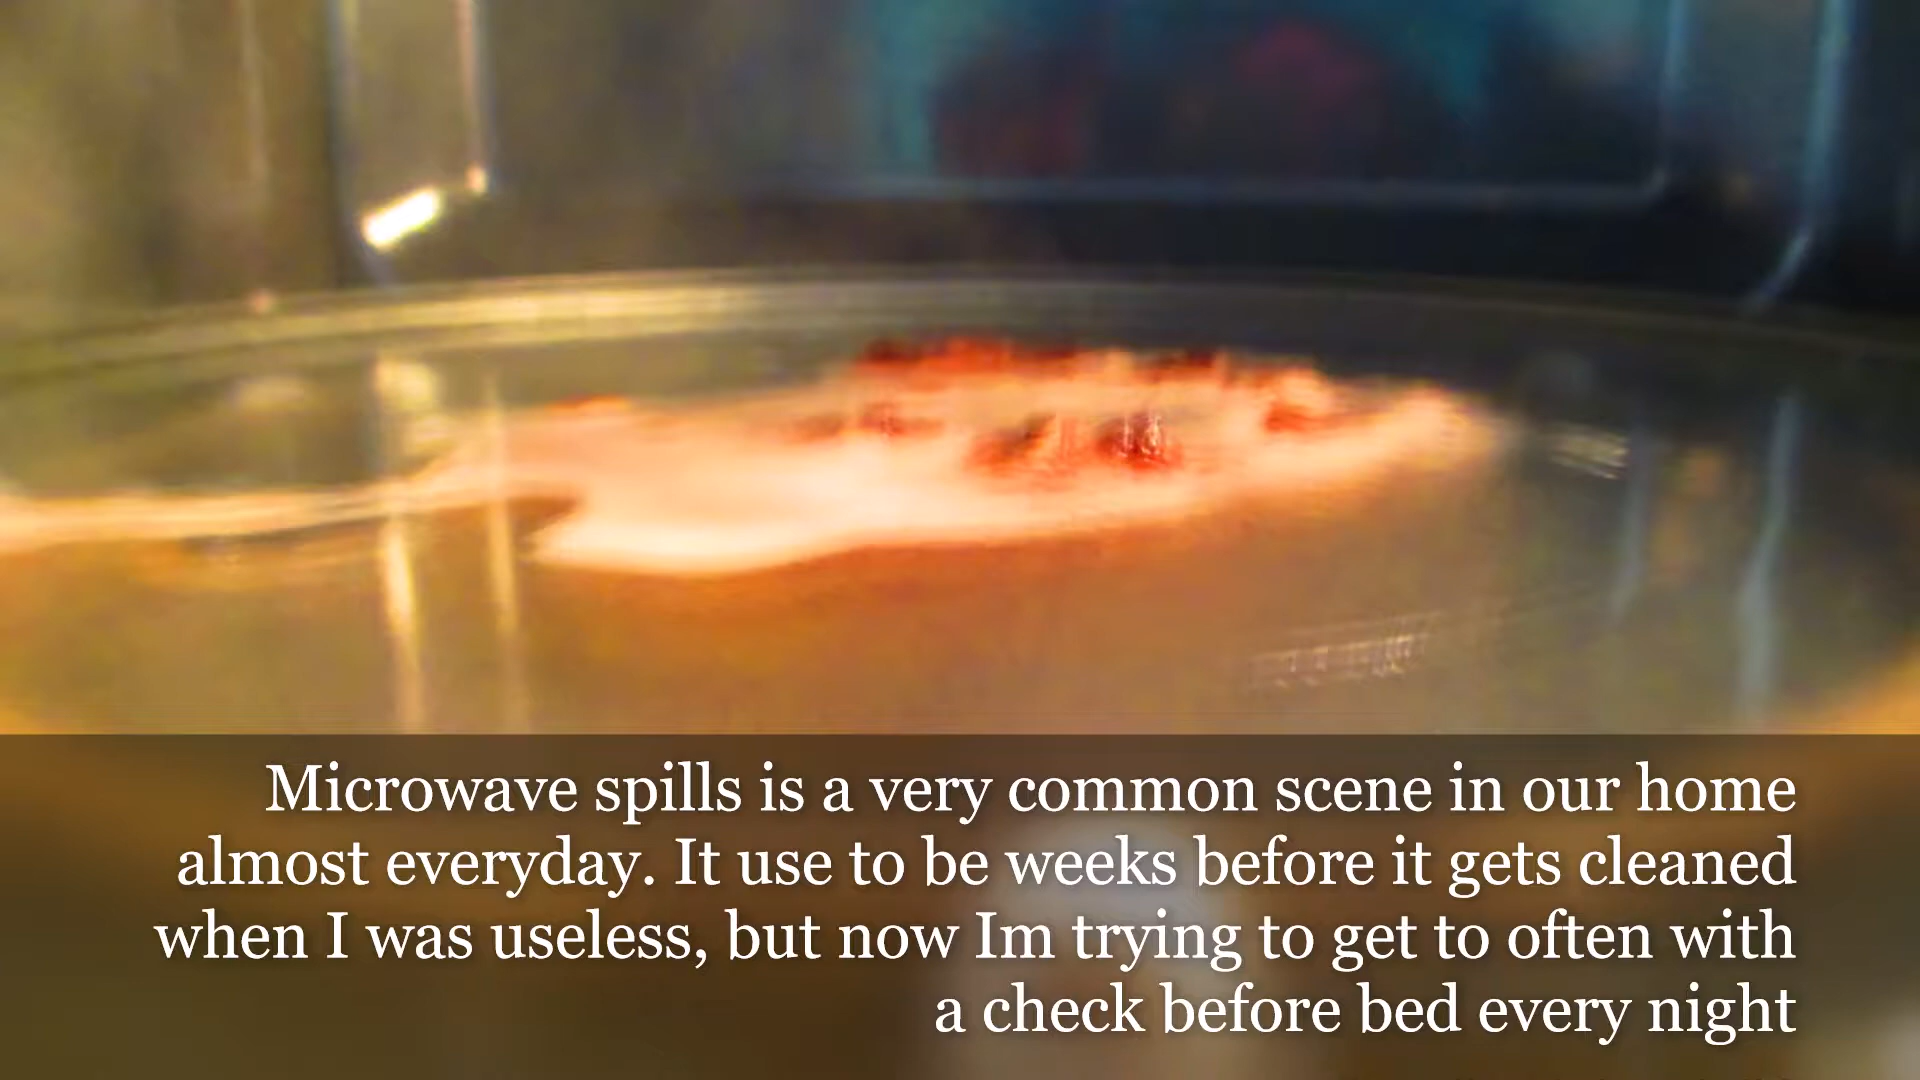 Microwave spills is a very common scene in our home
almost everyday. It use to be weeks before it gets cleaned
when I was useless, but now Im trying to get to often with
a check before bed every night